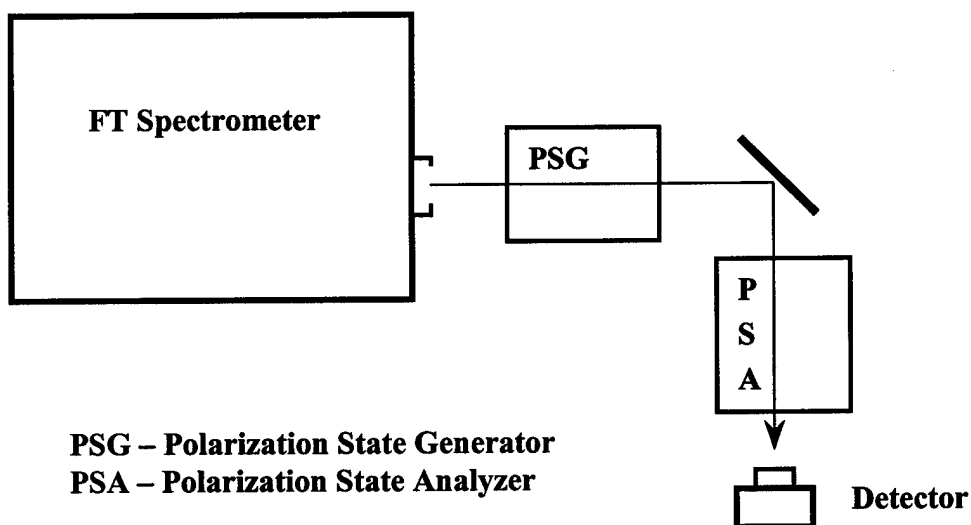 FT Spectrometer
PSG
P
S
A
PSG – Polarization State Generator
PSA – Polarization State Analyzer
Detector